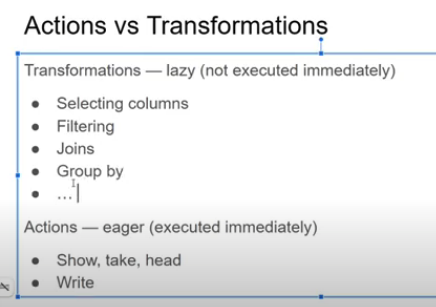 Actions vs Transformations
Transformations — lazy (not executed immediately)
● Selecting columns
● Filtering
● Joins
● Group by
● ...
Actions — eager (executed immediately)
● Show, take, head
● Write